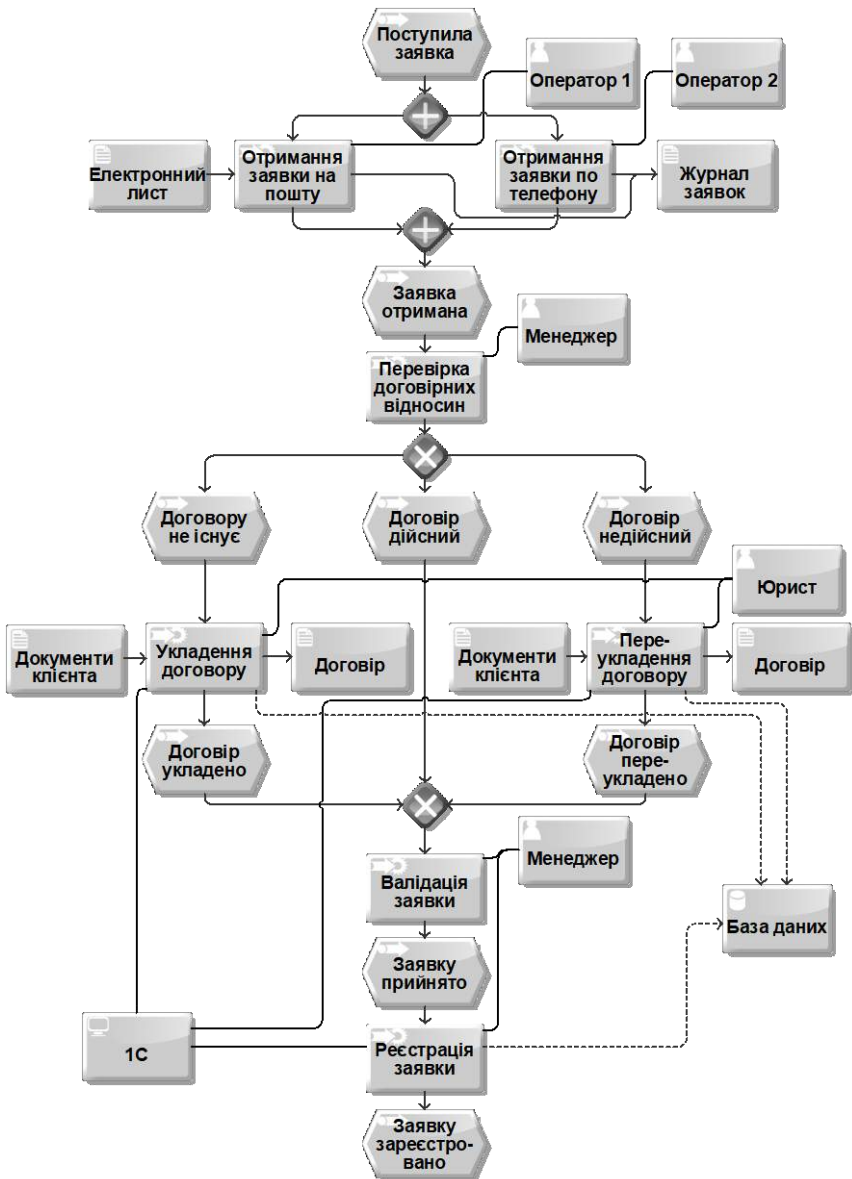 Поступила
заявка
Оператор 1
Оператор 2
Електронний
лист
Отримання
заявки на
пошту
Отримання
заявки по
телефону
Журнал
заявок
Заявка
отримана
Менеджер
Перевірка
договірних
відносин
Договору
не існує
Договір
дійсний
Договір
недійсний
Юрист
Документи
клієнта
Укладення
договору
Договір
Документи
клієнта
Пере-
укладення
договору
Договір
Договір
укладено
Договір
пере-
укладено
Менеджер
Валідація
заявки
База даних
Заявку
прийнято
1С
Реєстрація
заявки
Заявку
зареєстро-
вано